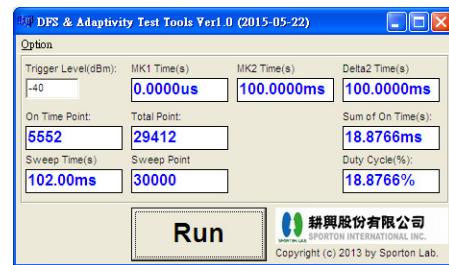 DFS & Adaptivity Test Tools Ver1.0 (2015-05-22)
Option
Trigger Level(dBm): MK1 Time(s) MK2 Time(s) Delta2 Time(s)
-40 0.0000us 100.0000ms 100.0000ms
On Time Point: Total Point: Sum of On Time(s):
5552 29412 18.8766ms
Sweep Time(s) Sweep Point Duty Cycle(%):
102.00ms 30000 18.8766%
Run
耕興股份有限公司
SPORTON LAB. SPORTON INTERNATIONAL INC.
Copyright (c) 2013 by Sporton Lab.